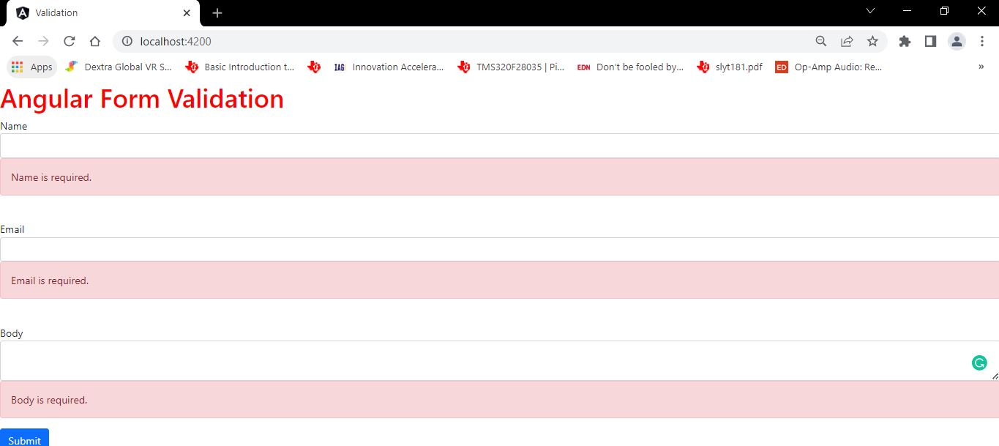 Validation
localhost:4200
Apps Dextra Global VR S... Basic Introduction t... IAG Innovation Accelera... TMS320F28035 | Pi... EDN Don't be fooled by... slyt181.pdf ED Op-Amp Audio: Re... »
Angular Form Validation
Name
Name is required.
Email
Email is required.
Body
Body is required.
Submit